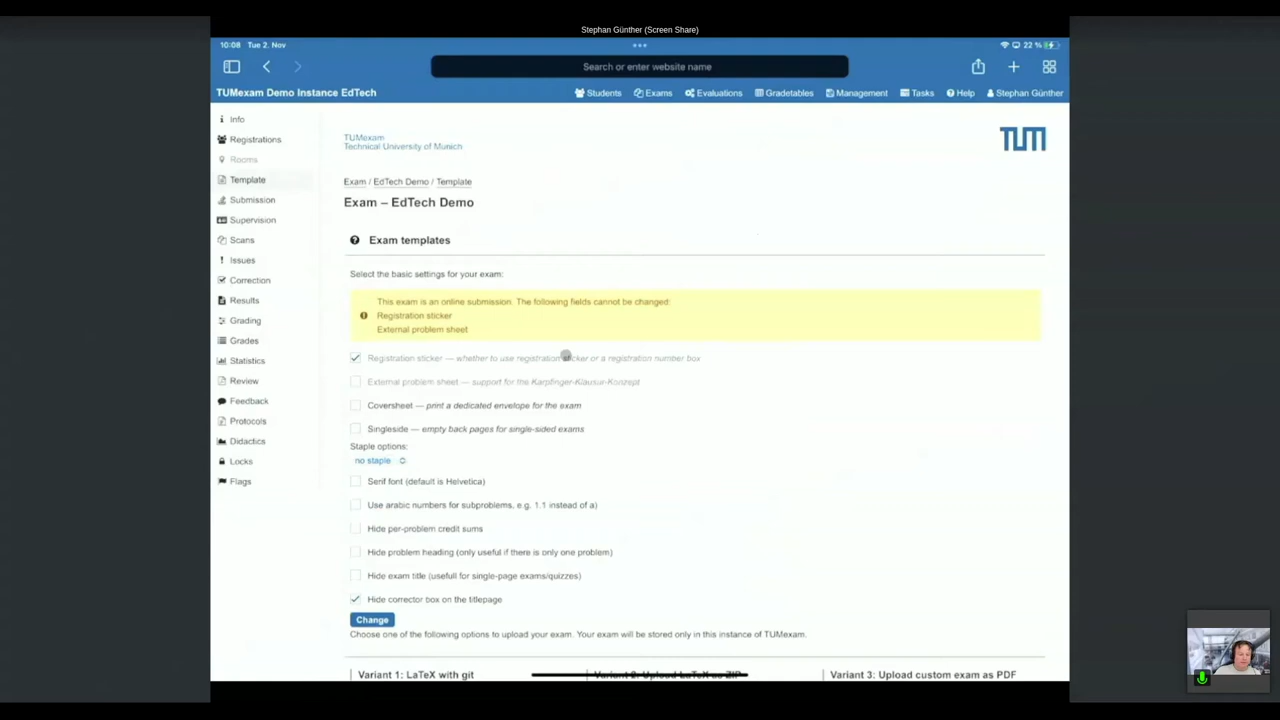 Stephan Günther (Screen Share)
10:08 Tue 2. Nov
22 %
Search or enter website name
TUMexam Demo Instance EdTech
Students
Exams
Evaluations
Gradetables
Management
Tasks
Help
Stephan Günther
Info
Registrations
Rooms
Template
Submission
Supervision
Scans
Issues
Correction
Results
Grading
Grades
Statistics
Review
Feedback
Protocols
Didactics
Locks
Flags
TUMexam
Technical University of Munich
TUM
Exam / EdTech Demo / Template
Exam – EdTech Demo
Exam templates
Select the basic settings for your exam:
This exam is an online submission. The following fields cannot be changed:
Registration sticker
External problem sheet
Registration sticker — whether to use registration sticker or a registration number box
External problem sheet — support for the Karpfinger-Klausur-Konzept
Coversheet — print a dedicated envelope for the exam
Singleside — empty back pages for single-sided exams
Staple options:
no staple
Serif font (default is Helvetica)
Use arabic numbers for subproblems, e.g. 1.1 instead of a)
Hide per-problem credit sums
Hide problem heading (only useful if there is only one problem)
Hide exam title (usefull for single-page exams/quizzes)
Hide corrector box on the titlepage
Change
Choose one of the following options to upload your exam. Your exam will be stored only in this instance of TUMexam.
Variant 1: LaTeX with git
Variant 2: Upload LaTeX as ZIP
Variant 3: Upload custom exam as PDF